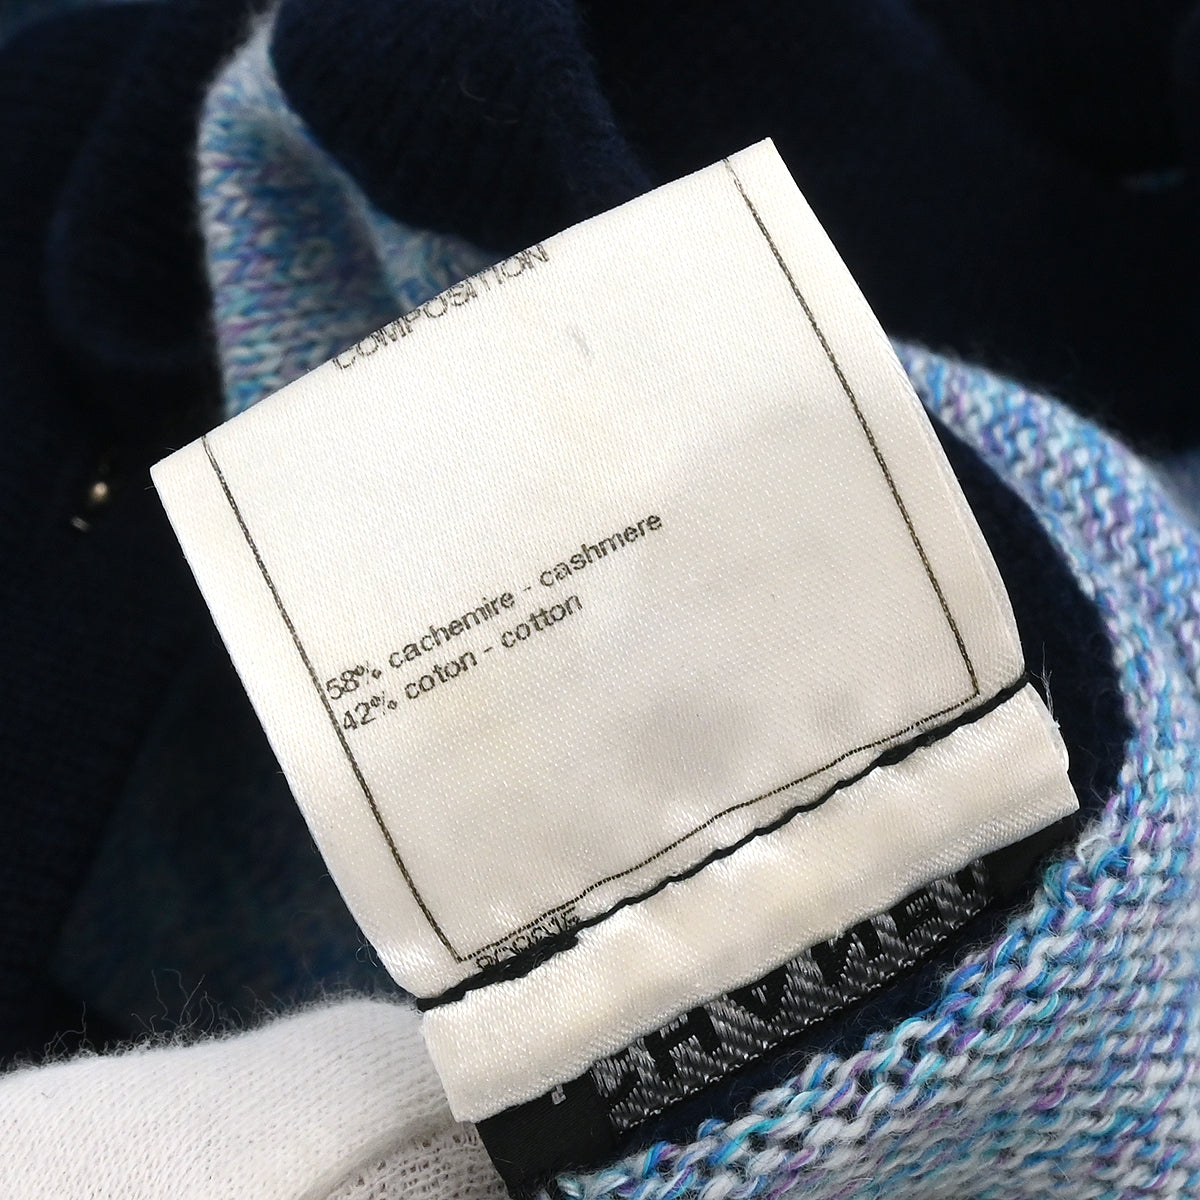 COMPOSITION
58% cachemire - cashmere
42% coton - cotton